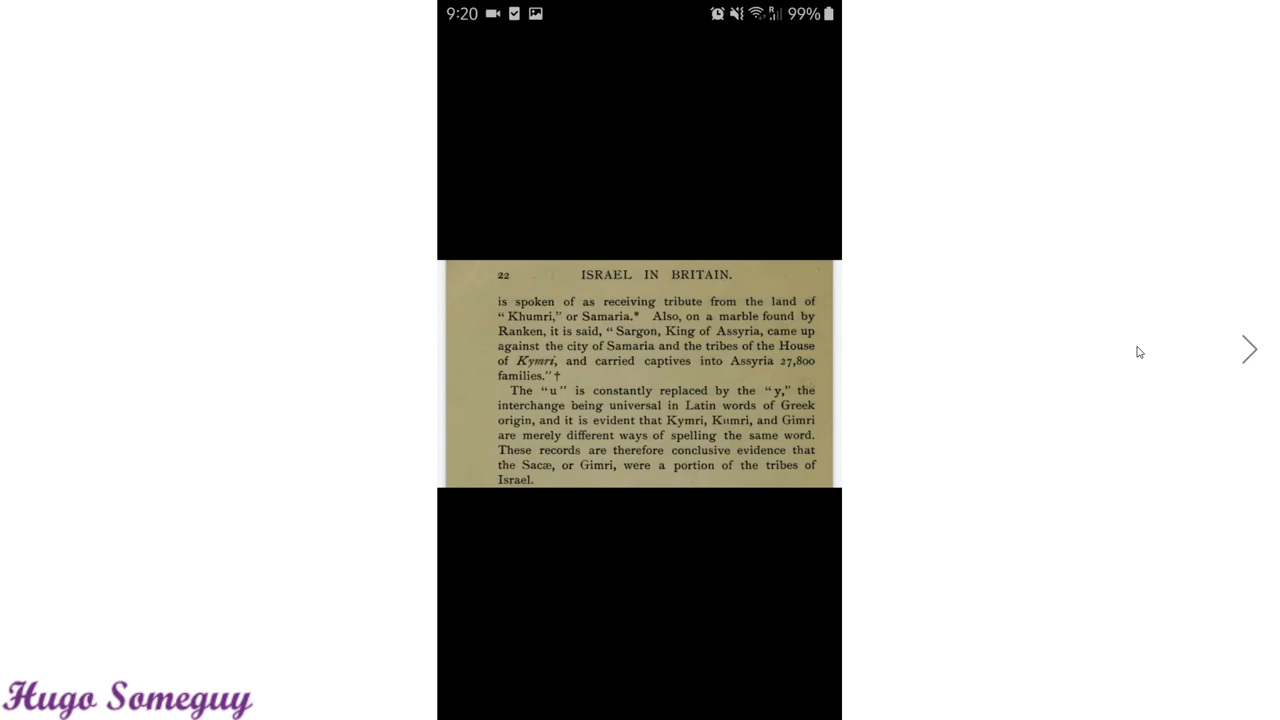 9:20
99%
22 ISRAEL IN BRITAIN.
is spoken of as receiving tribute from the land of
“Khumri,” or Samaria.* Also, on a marble found by
Ranken, it is said, “Sargon, King of Assyria, came up
against the city of Samaria and the tribes of the House
of Kymri, and carried captives into Assyria 27,800
families.” †
The “u” is constantly replaced by the “y,” the
interchange being universal in Latin words of Greek
origin, and it is evident that Kymri, Kumri, and Gimri
are merely different ways of spelling the same word.
These records are therefore conclusive evidence that
the Sacæ, or Gimri, were a portion of the tribes of
Israel.
Hugo Someguy